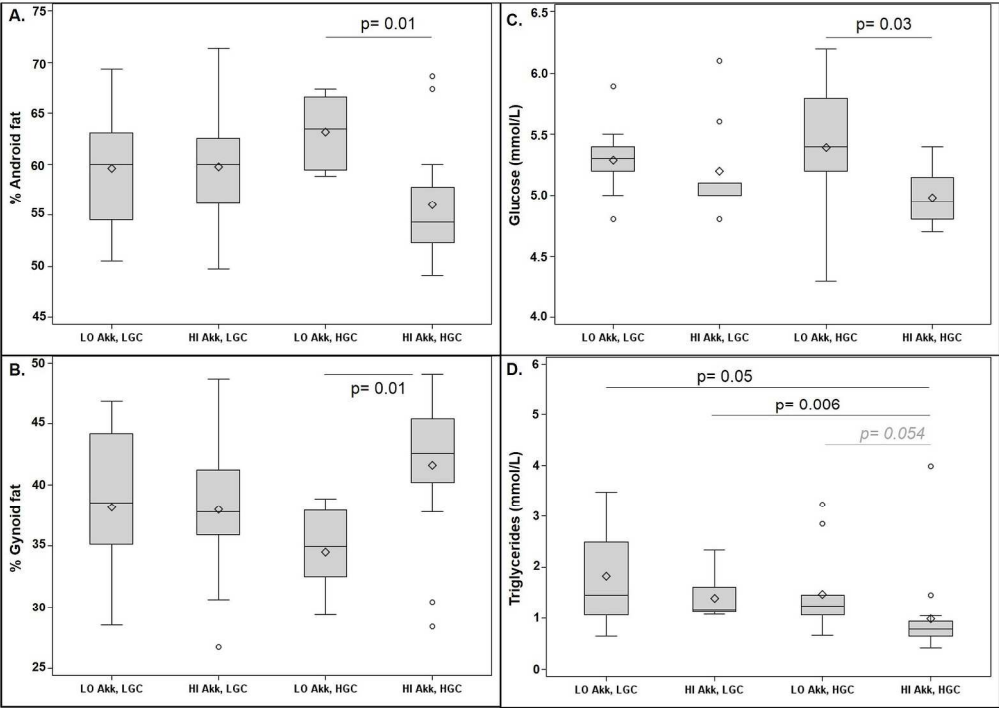 A.
75
70
65
60
55
50
45
% Android fat
p= 0.01
LO Akk, LGC
HI Akk, LGC
LO Akk, HGC
HI Akk, HGC
C.
6.5
6.0
5.5
5.0
4.5
4.0
Glucose (mmol/L)
p= 0.03
LO Akk, LGC
HI Akk, LGC
LO Akk, HGC
HI Akk, HGC
B.
50
45
40
35
30
25
% Gynoid fat
p= 0.01
LO Akk, LGC
HI Akk, LGC
LO Akk, HGC
HI Akk, HGC
D.
6
5
4
3
2
1
0
Triglycerides (mmol/L)
p= 0.05
p= 0.006
p= 0.054
LO Akk, LGC
HI Akk, LGC
LO Akk, HGC
HI Akk, HGC